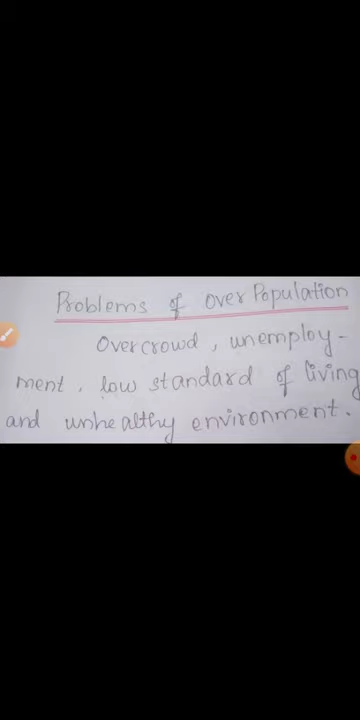 Problems of over Population
Overcrowd, unemploy-
ment, low standard of living
and unhealthy environment.